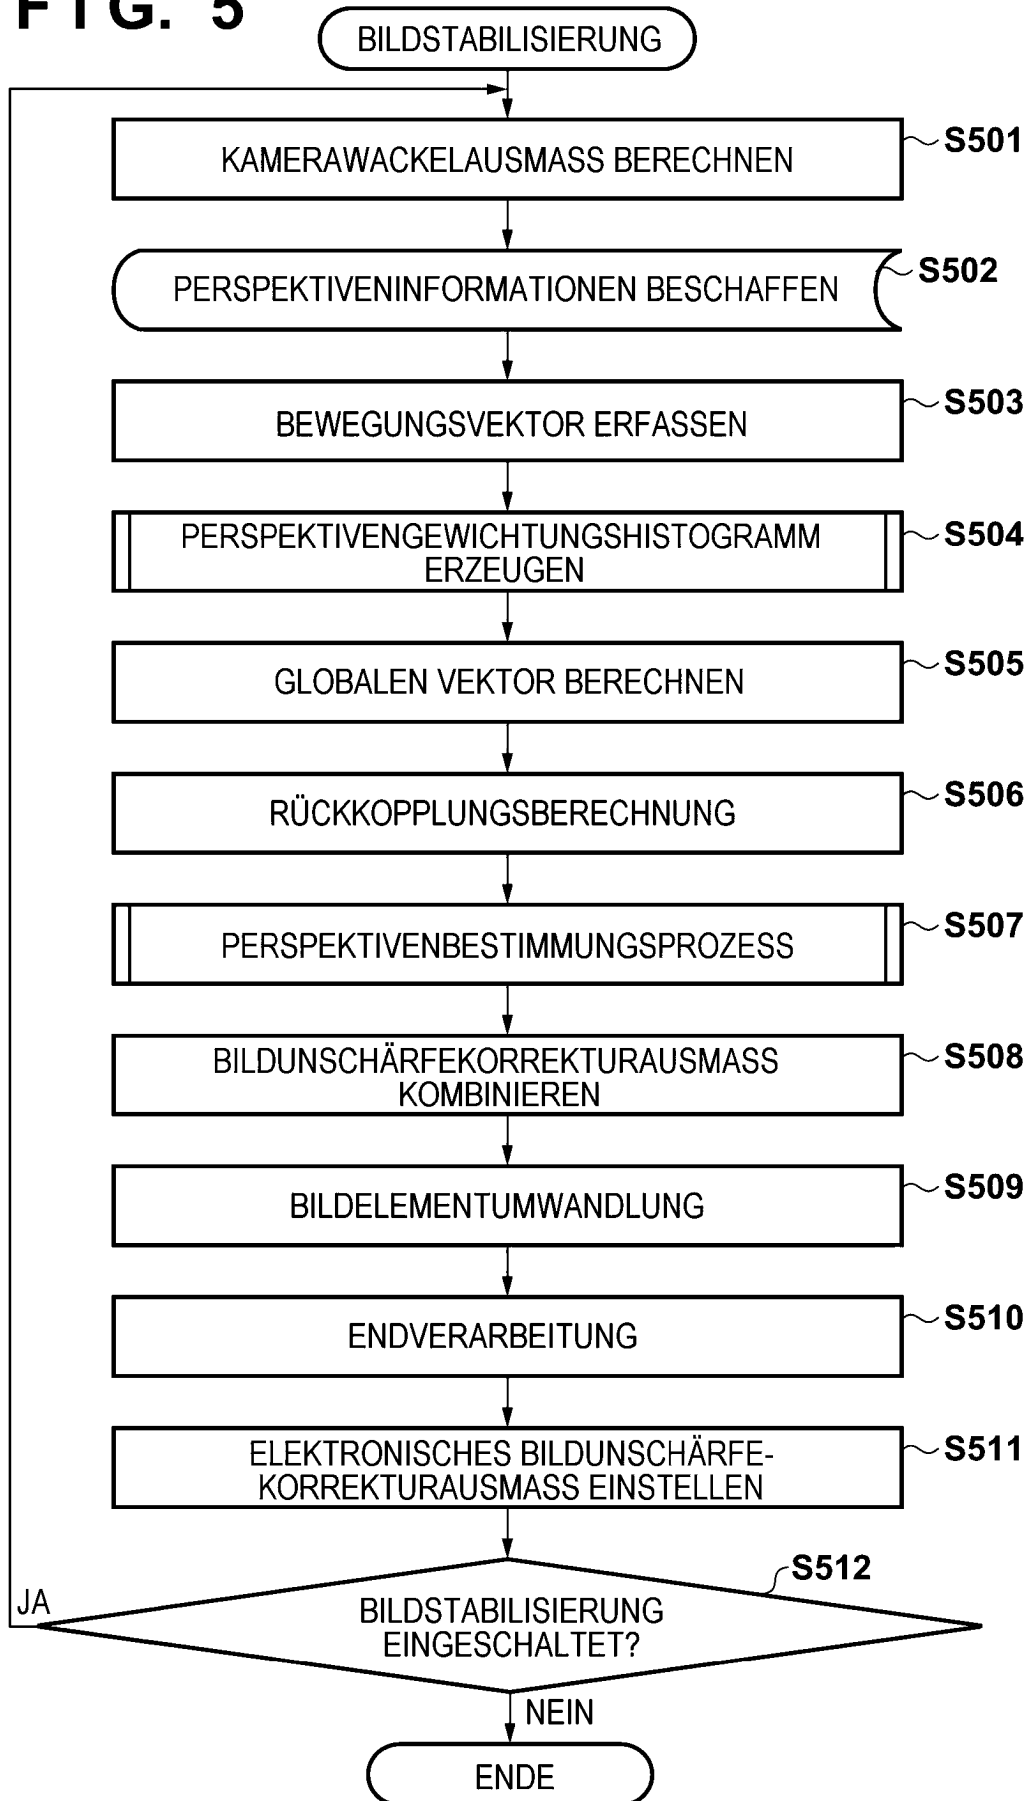 FIG. 5
BILDSTABILISIERUNG
KAMERAWACKELAUSMASS BERECHNEN
S501
PERSPEKTIVENINFORMATIONEN BESCHAFFEN
S502
BEWEGUNGSVEKTOR ERFASSEN
S503
PERSPEKTIVENGEWICHTUNGSHISTOGRAMM
ERZEUGEN
S504
GLOBALEN VEKTOR BERECHNEN
S505
RÜCKKOPPLUNGSBERECHNUNG
S506
PERSPEKTIVENBESTIMMUNGSPROZESS
S507
BILDUNSCHÄRFEKORREKTURAUSMASS
KOMBINIEREN
S508
BILDELEMENTUMWANDLUNG
S509
ENDVERARBEITUNG
S510
ELEKTRONISCHES BILDUNSCHÄRFE-
KORREKTURAUSMASS EINSTELLEN
S511
S512
JA
BILDSTABILISIERUNG
EINGESCHALTET?
NEIN
ENDE